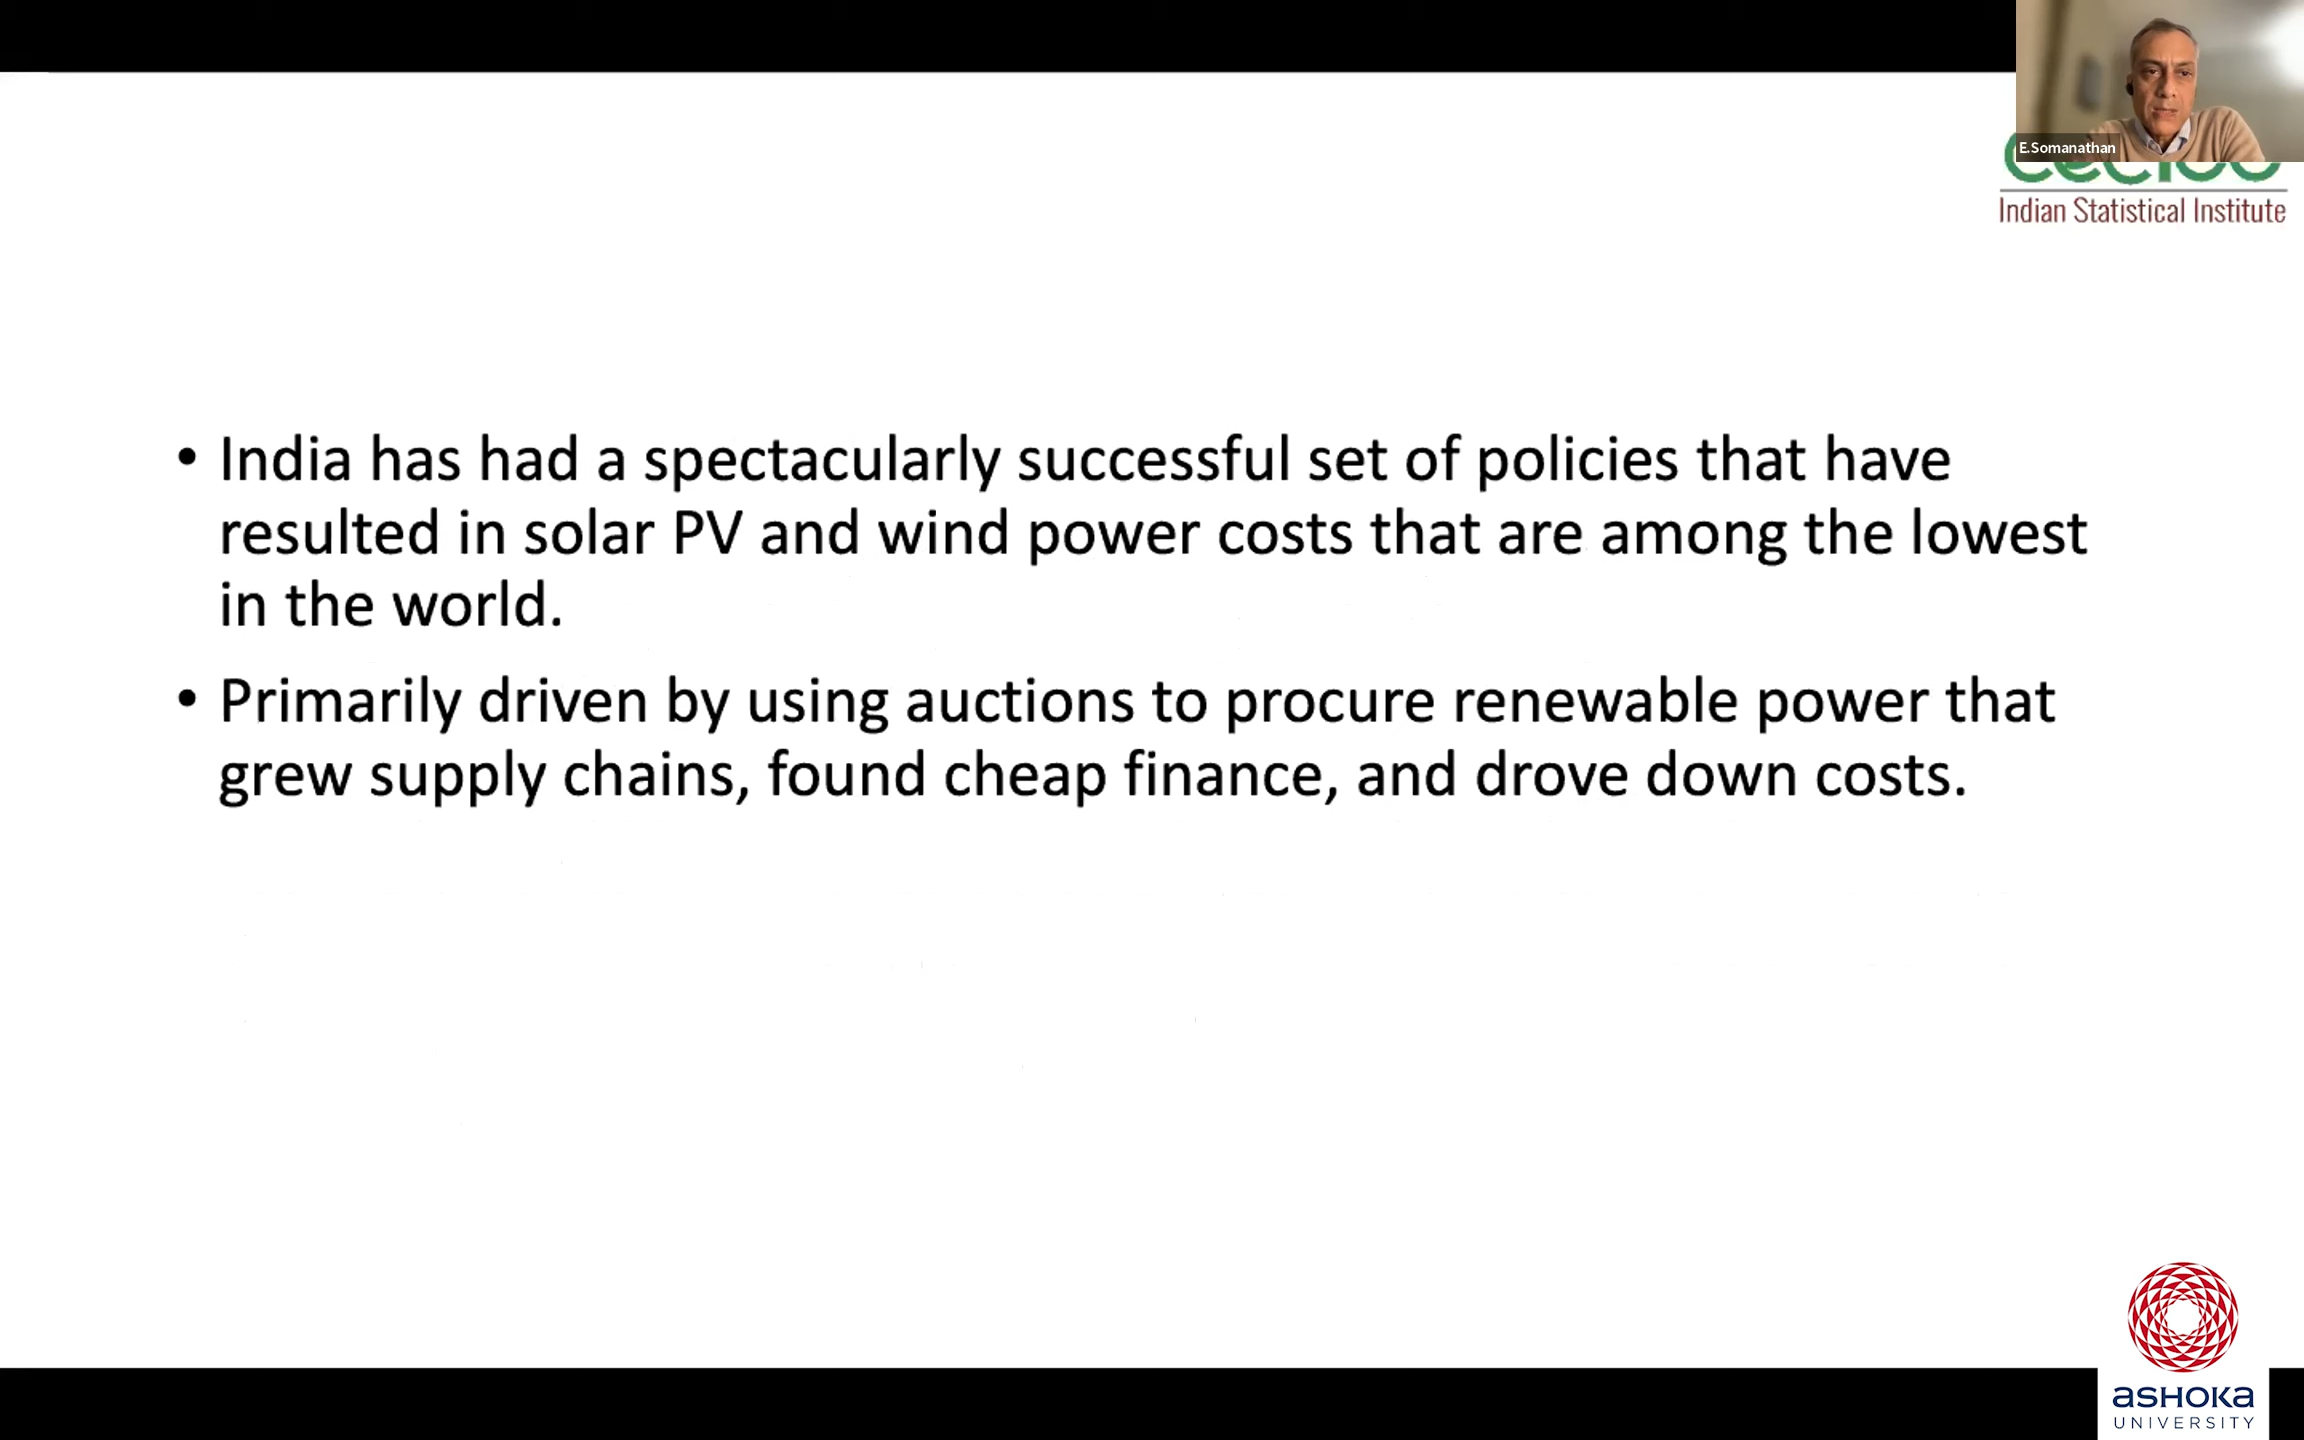 E.Somanathan
Indian Statistical Institute
• India has had a spectacularly successful set of policies that have
resulted in solar PV and wind power costs that are among the lowest
in the world.
• Primarily driven by using auctions to procure renewable power that
grew supply chains, found cheap finance, and drove down costs.
ASHOKA
UNIVERSITY